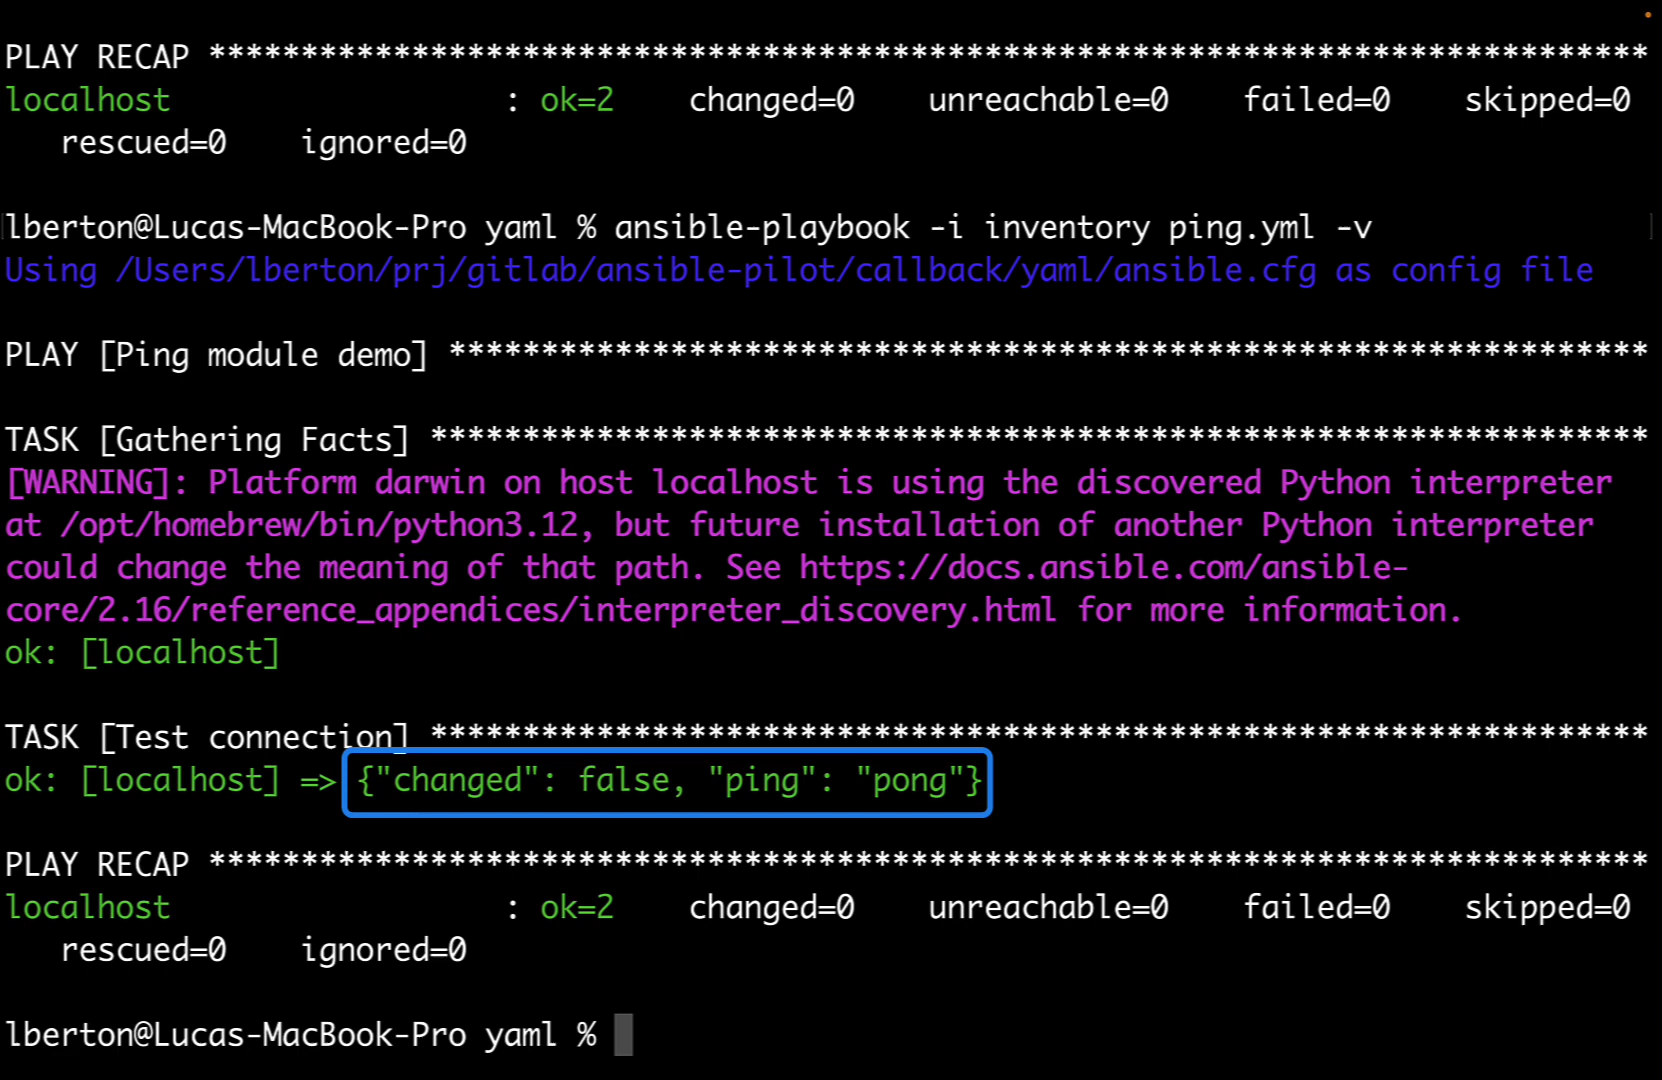 PLAY RECAP ******************************************************************************
localhost                  : ok=2    changed=0    unreachable=0    failed=0    skipped=0
   rescued=0    ignored=0
lberton@Lucas-MacBook-Pro yaml % ansible-playbook -i inventory ping.yml -v
Using /Users/lberton/prj/gitlab/ansible-pilot/callback/yaml/ansible.cfg as config file
PLAY [Ping module demo] *****************************************************************
TASK [Gathering Facts] ******************************************************************
[WARNING]: Platform darwin on host localhost is using the discovered Python interpreter
at /opt/homebrew/bin/python3.12, but future installation of another Python interpreter
could change the meaning of that path. See https://docs.ansible.com/ansible-
core/2.16/reference_appendices/interpreter_discovery.html for more information.
ok: [localhost]
TASK [Test connection] ******************************************************************
ok: [localhost] => {"changed": false, "ping": "pong"}
PLAY RECAP ******************************************************************************
localhost                  : ok=2    changed=0    unreachable=0    failed=0    skipped=0
   rescued=0    ignored=0
lberton@Lucas-MacBook-Pro yaml %